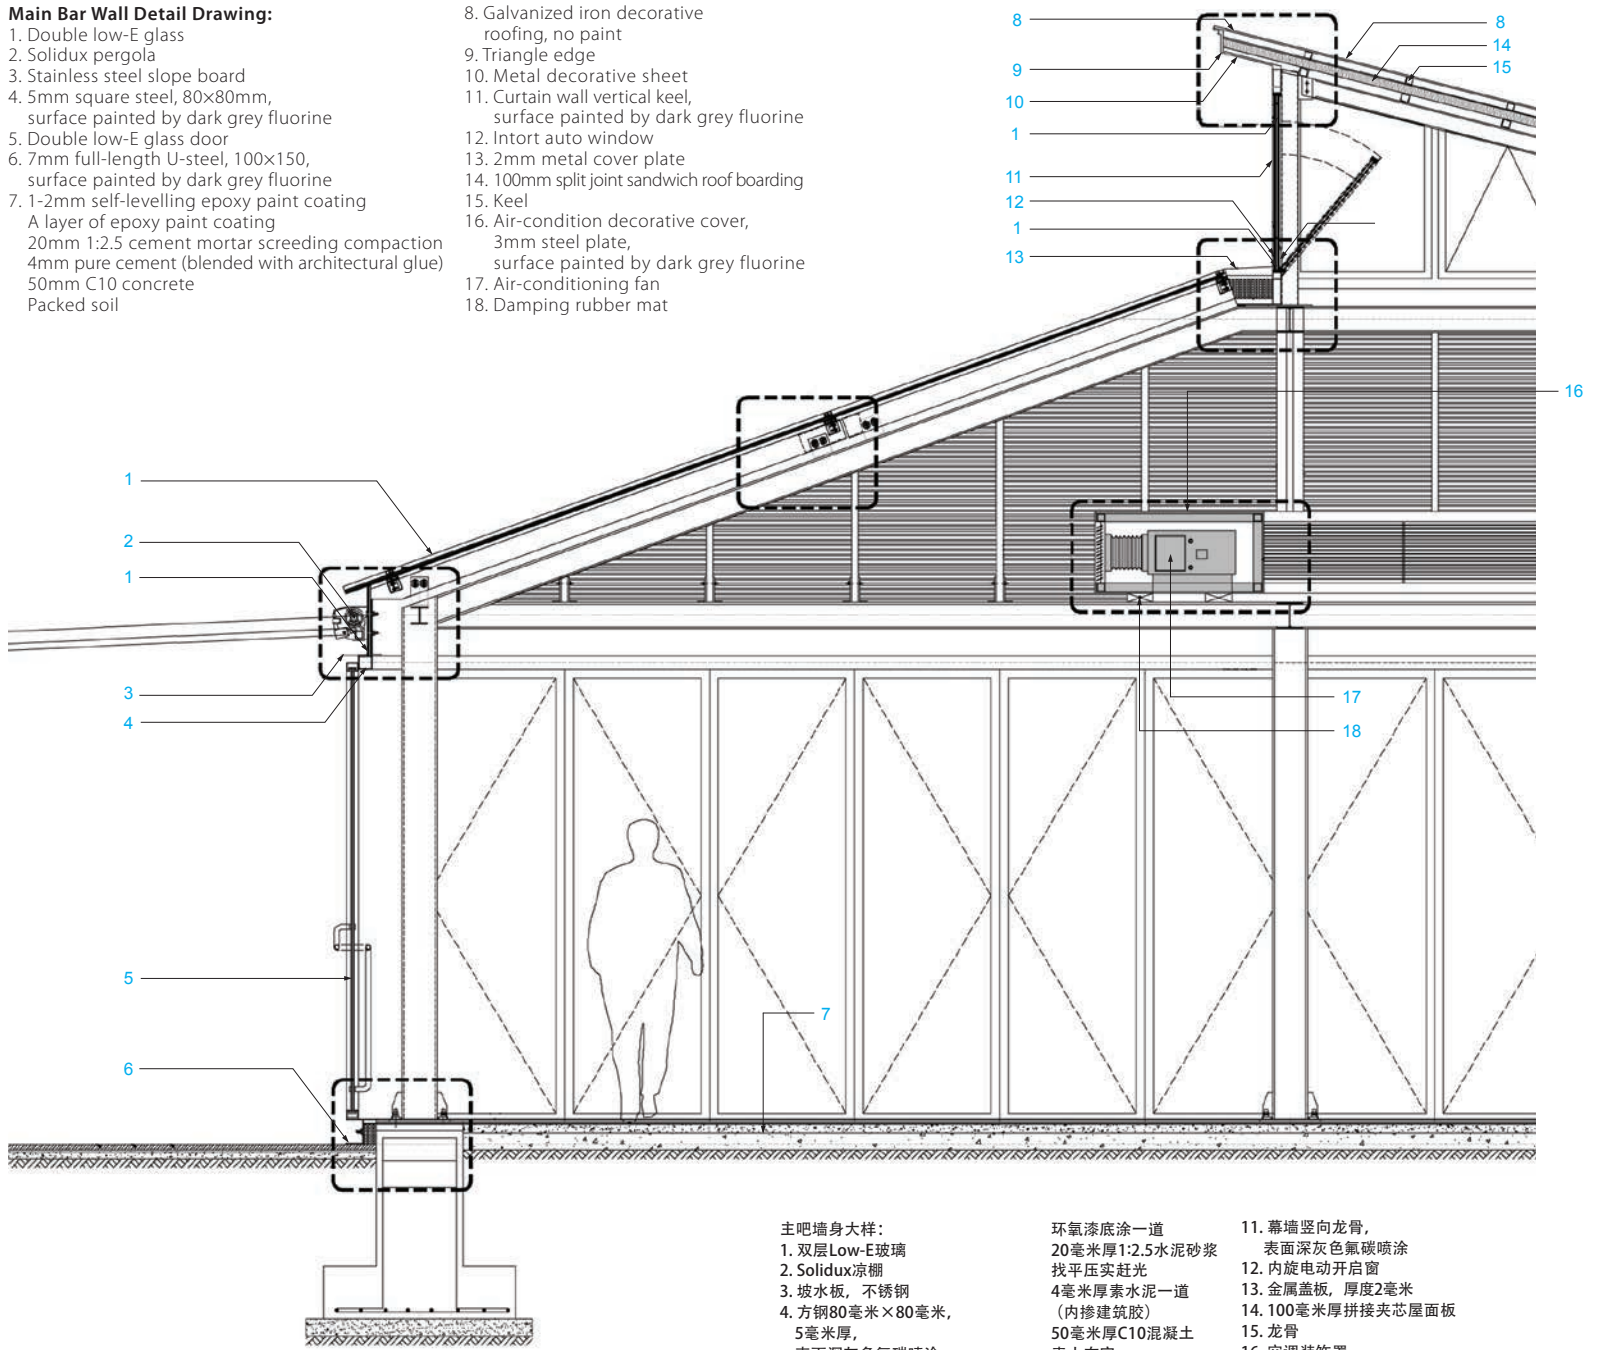 Main Bar Wall Detail Drawing:
1. Double low-E glass
2. Solidux pergola
3. Stainless steel slope board
4. 5mm square steel, 80×80mm,
surface painted by dark grey fluorine
5. Double low-E glass door
6. 7mm full-length U-steel, 100×150,
surface painted by dark grey fluorine
7. 1-2mm self-levelling epoxy paint coating
A layer of epoxy paint coating
20mm 1:2.5 cement mortar screeding compaction
4mm pure cement (blended with architectural glue)
50mm C10 concrete
Packed soil
8. Galvanized iron decorative
roofing, no paint
9. Triangle edge
10. Metal decorative sheet
11. Curtain wall vertical keel,
surface painted by dark grey fluorine
12. Intort auto window
13. 2mm metal cover plate
14. 100mm split joint sandwich roof boarding
15. Keel
16. Air-condition decorative cover,
3mm steel plate,
surface painted by dark grey fluorine
17. Air-conditioning fan
18. Damping rubber mat
8
9
10
1
11
12
1
13
8
14
15
16
1
2
1
3
4
17
18
5
7
6
主吧墙身大样：
1. 双层Low-E玻璃
2. Solidux凉棚
3. 坡水板，不锈钢
4. 方钢80毫米×80毫米，
5毫米厚，
环氧漆底涂一道
20毫米厚1:2.5水泥砂浆
找平压实赶光
4毫米厚素水泥一道
（内掺建筑胶）
50毫米厚C10混凝土
11. 幕墙竖向龙骨，
表面深灰色氟碳喷涂
12. 内旋电动开启窗
13. 金属盖板，厚度2毫米
14. 100毫米厚拼接夹芯屋面板
15. 龙骨